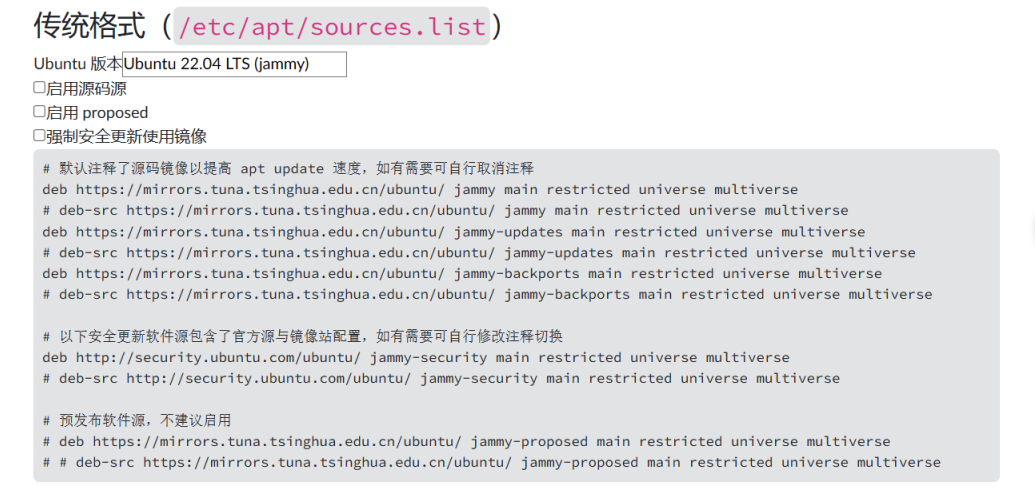 传统格式（/etc/apt/sources.list）
Ubuntu 版本Ubuntu 22.04 LTS (jammy)
启用源码源
启用 proposed
强制安全更新使用镜像
# 默认注释了源码镜像以提高 apt update 速度，如有需要可自行取消注释
deb https://mirrors.tuna.tsinghua.edu.cn/ubuntu/ jammy main restricted universe multiverse
# deb-src https://mirrors.tuna.tsinghua.edu.cn/ubuntu/ jammy main restricted universe multiverse
deb https://mirrors.tuna.tsinghua.edu.cn/ubuntu/ jammy-updates main restricted universe multiverse
# deb-src https://mirrors.tuna.tsinghua.edu.cn/ubuntu/ jammy-updates main restricted universe multiverse
deb https://mirrors.tuna.tsinghua.edu.cn/ubuntu/ jammy-backports main restricted universe multiverse
# deb-src https://mirrors.tuna.tsinghua.edu.cn/ubuntu/ jammy-backports main restricted universe multiverse
# 以下安全更新软件源包含了官方源与镜像站配置，如有需要可自行修改注释切换
deb http://security.ubuntu.com/ubuntu/ jammy-security main restricted universe multiverse
# deb-src http://security.ubuntu.com/ubuntu/ jammy-security main restricted universe multiverse
# 预发布软件源，不建议启用
# deb https://mirrors.tuna.tsinghua.edu.cn/ubuntu/ jammy-proposed main restricted universe multiverse
# # deb-src https://mirrors.tuna.tsinghua.edu.cn/ubuntu/ jammy-proposed main restricted universe multiverse